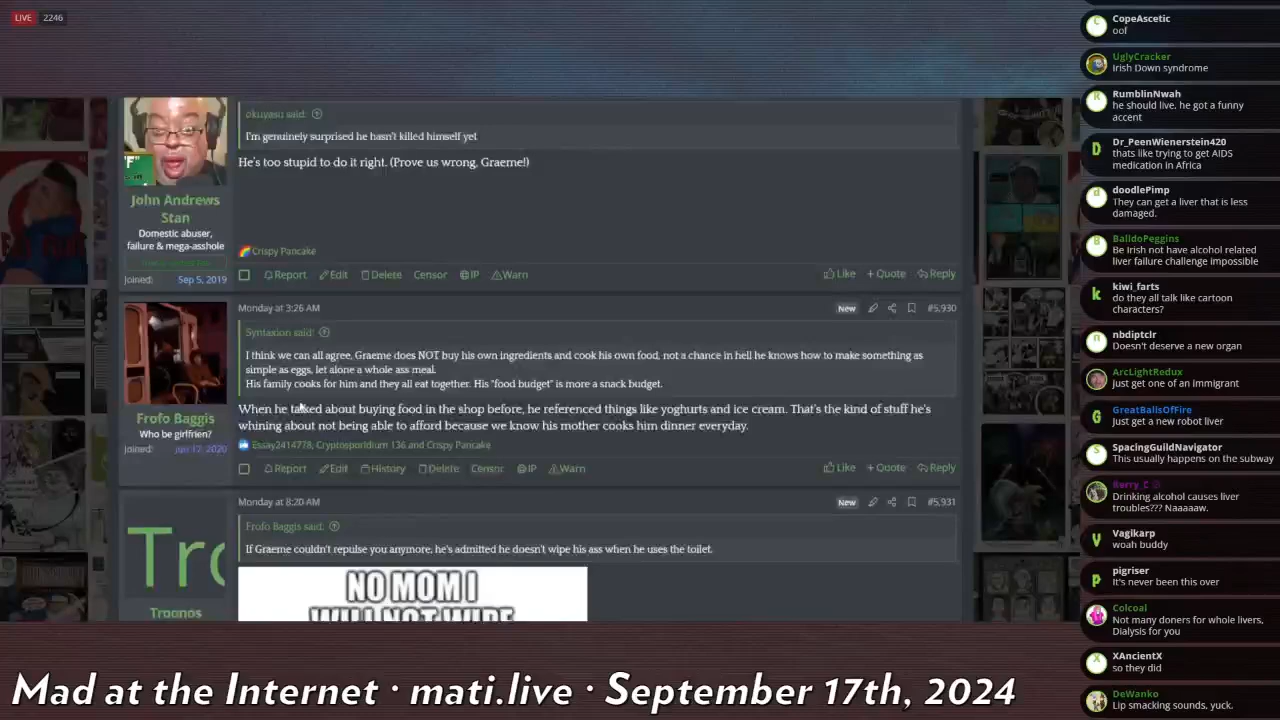 LIVE 2246
okuyasu said:
I'm genuinely surprised he hasn't killed himself yet
He's too stupid to do it right. (Prove us wrong, Graeme!)
John Andrews
Stan
Domestic abuser,
failure & mega-asshole
Joined: Sep 5, 2019
Crispy Pancake
Report Edit Delete Censor IP Warn Like + Quote Reply
Monday at 3:26 AM New #5,930
Syntaxion said:
I think we can all agree, Graeme does NOT buy his own ingredients and cook his own food, not a chance in hell he knows how to make something as
simple as eggs, let alone a whole ass meal.
His family cooks for him and they all eat together. His "food budget" is more a snack budget.
Frofo Baggis
Who be girlfrien?
Joined: Jun 17, 2020
When he talked about buying food in the shop before, he referenced things like yoghurts and ice cream. That's the kind of stuff he's
whining about not being able to afford because we know his mother cooks him dinner everyday.
Essay2414778, Cryptosporidium 136 and Crispy Pancake
Report Edit History Delete Censor IP Warn Like + Quote Reply
Monday at 8:20 AM New #5,931
Frofo Baggis said:
If Graeme couldn't repulse you anymore, he's admitted he doesn't wipe his ass when he uses the toilet.
NO MOM I
WILL NOT WIPE
Trognos
CopeAscetic
oof
UglyCracker
Irish Down syndrome
RumblinNwah
he should live. he got a funny
accent
Dr_PeenWienerstein420
thats like trying to get AIDS
medication in Africa
doodlePimp
They can get a liver that is less
damaged.
BalldoPeggins
Be Irish not have alcohol related
liver failure challenge impossible
kiwi_farts
do they all talk like cartoon
characters?
nbdiptclr
Doesn't deserve a new organ
ArcLightRedux
Just get one of an immigrant
GreatBallsOfFire
Just get a new robot liver
SpacingGuildNavigator
This usually happens on the subway
Drinking alcohol causes liver
troubles??? Naaaaaw.
Vagikarp
woah buddy
pigriser
It's never been this over
Colcoal
Not many doners for whole livers,
Dialysis for you
XAncientX
so they did
DeWanko
Lip smacking sounds, yuck.
Mad at the Internet · mati.live · September 17th, 2024